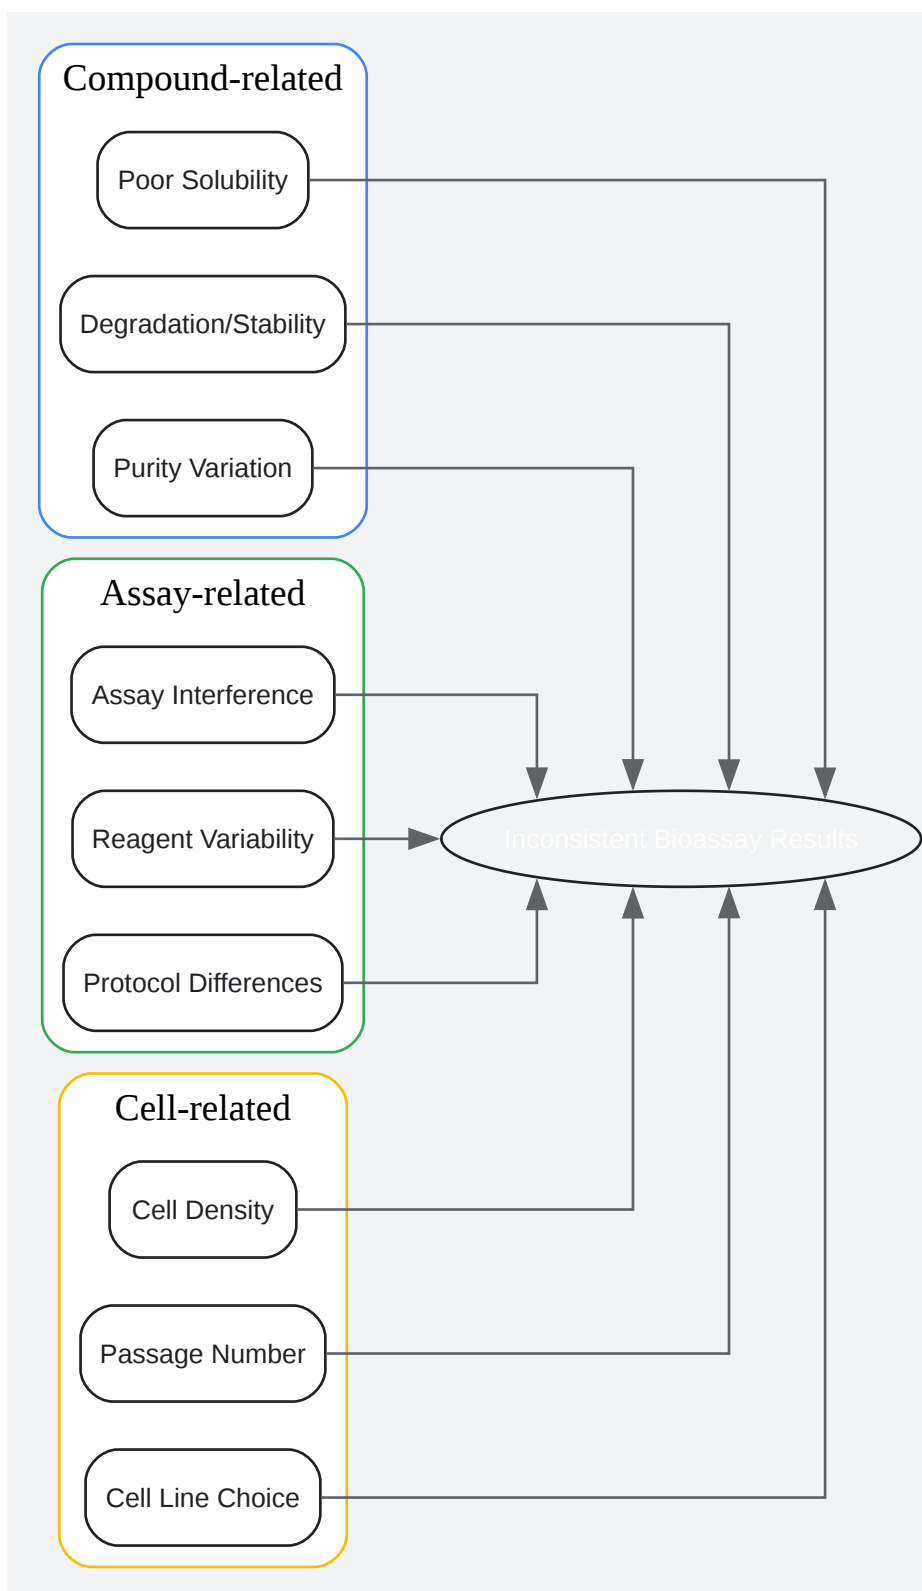 Compound-related
Poor Solubility
Degradation/Stability
Purity Variation
Assay-related
Assay Interference
Reagent Variability
Inconsistent Bioassay Results
Protocol Differences
Cell-related
Cell Density
Passage Number
Cell Line Choice